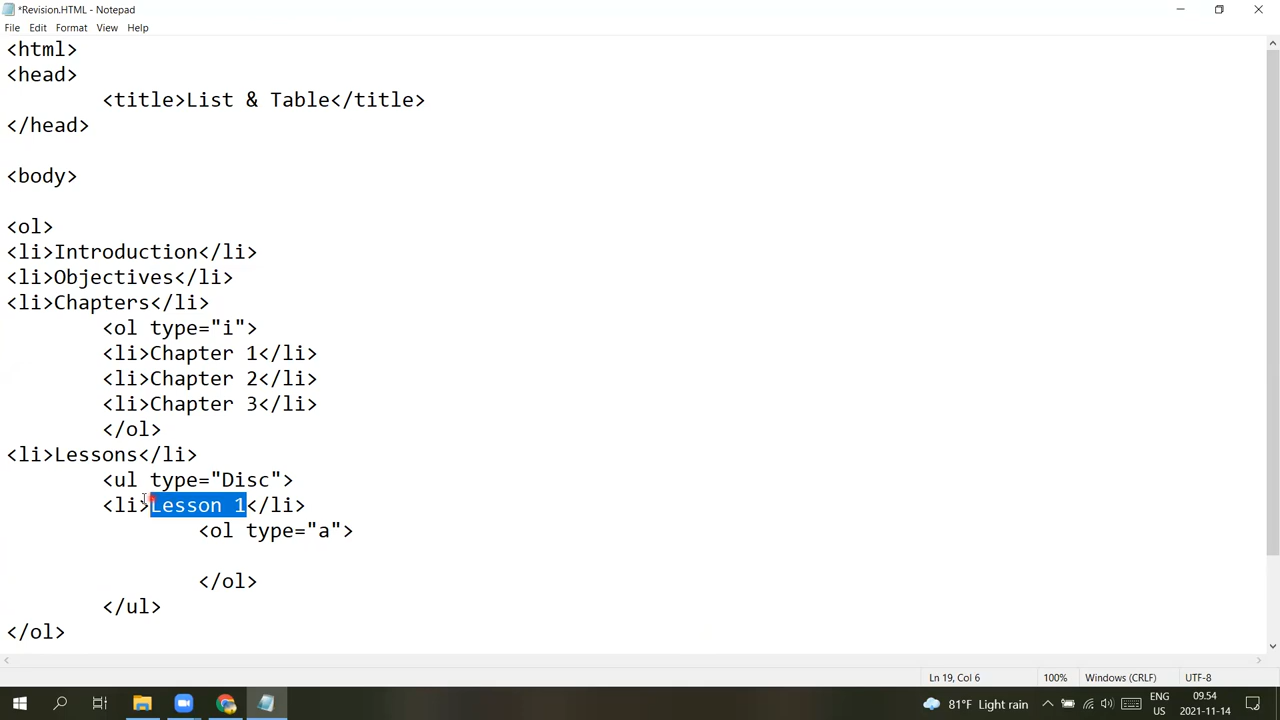 *Revision.HTML - Notepad
File Edit Format View Help
<html>
<head>
<title>List & Table</title>
</head>
<body>
<ol>
<li>Introduction</li>
<li>Objectives</li>
<li>Chapters</li>
<ol type="i">
<li>Chapter 1</li>
<li>Chapter 2</li>
<li>Chapter 3</li>
</ol>
<li>Lessons</li>
<ul type="Disc">
<li>Lesson 1</li>
<ol type="a">
</ol>
</ul>
</ol>
Ln 19, Col 6 100% Windows (CRLF) UTF-8
81°F Light rain ENG 09.54
US 2021-11-14